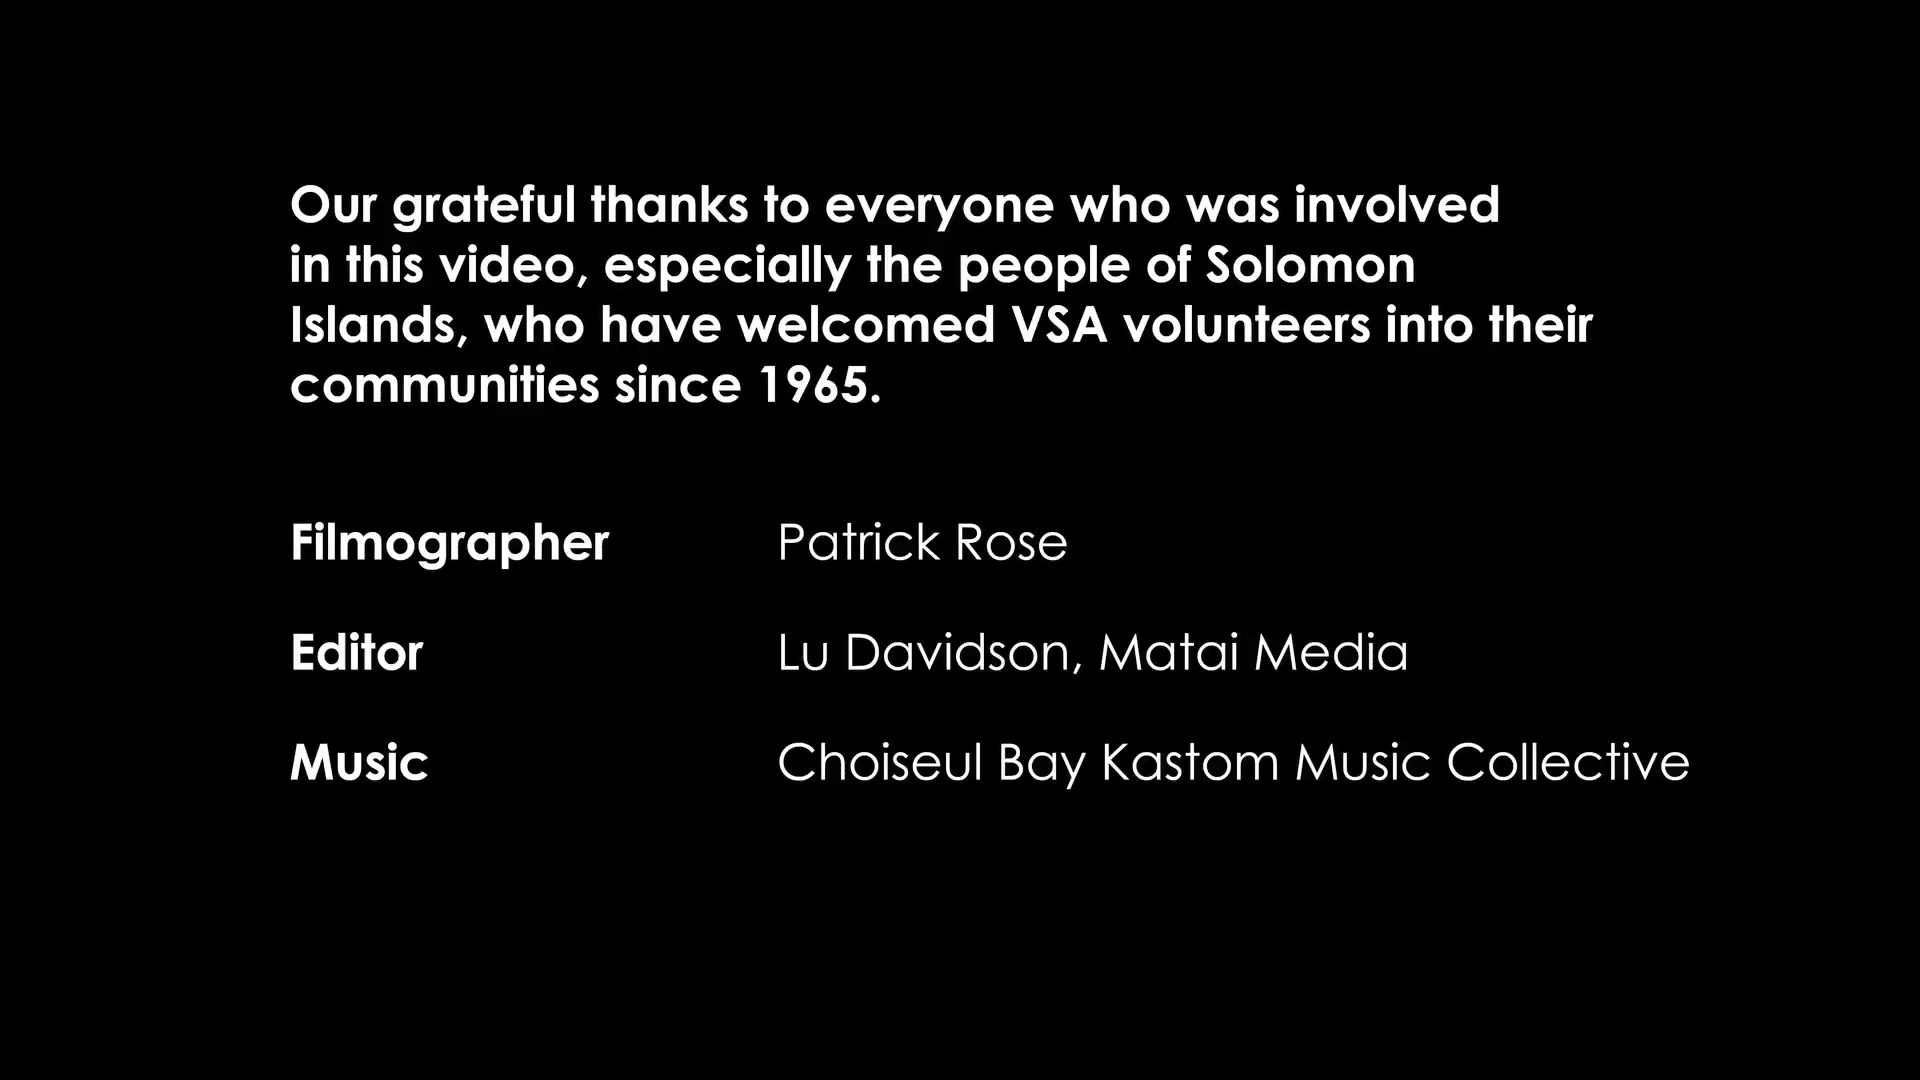 Our grateful thanks to everyone who was involved
in this video, especially the people of Solomon
Islands, who have welcomed VSA volunteers into their
communities since 1965.
Filmographer Patrick Rose
Editor Lu Davidson, Matai Media
Music Choiseul Bay Kastom Music Collective